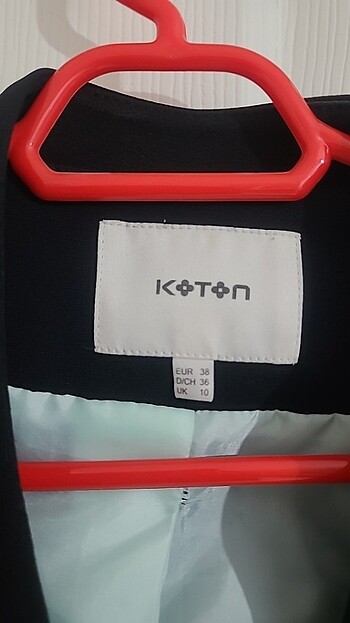 KOTON
EUR 38
D/CH 36
UK 10